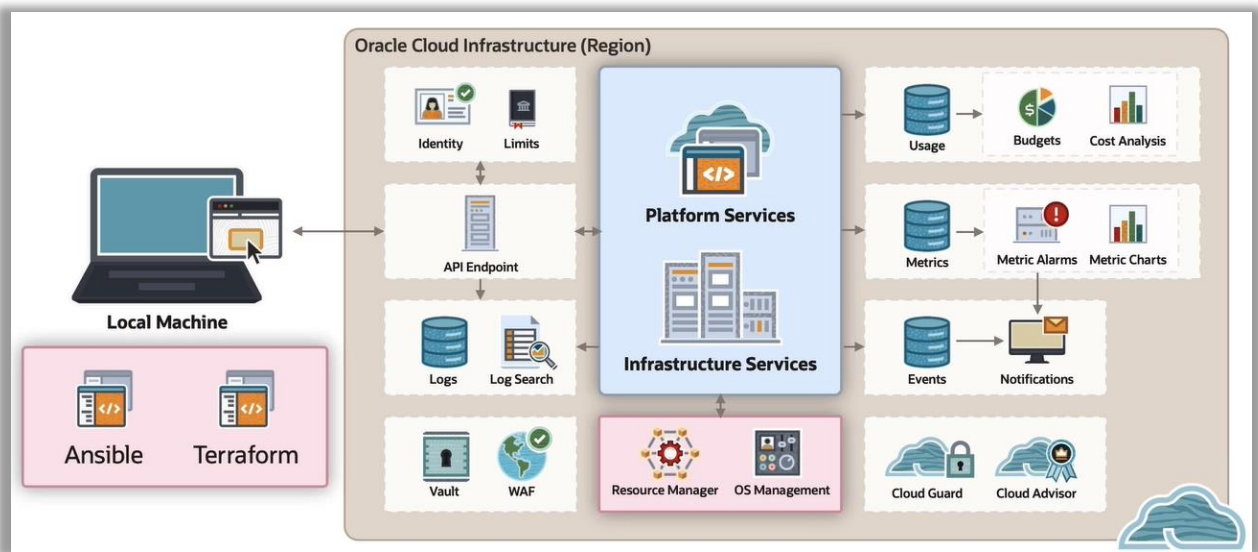 Oracle Cloud Infrastructure (Region)
Identity
Limits
Usage
Budgets
Cost Analysis
Platform Services
API Endpoint
Metrics
Metric Alarms
Metric Charts
Local Machine
Logs
Log Search
Infrastructure Services
Events
Notifications
Ansible
Terraform
Vault
WAF
Resource Manager
OS Management
Cloud Guard
Cloud Advisor